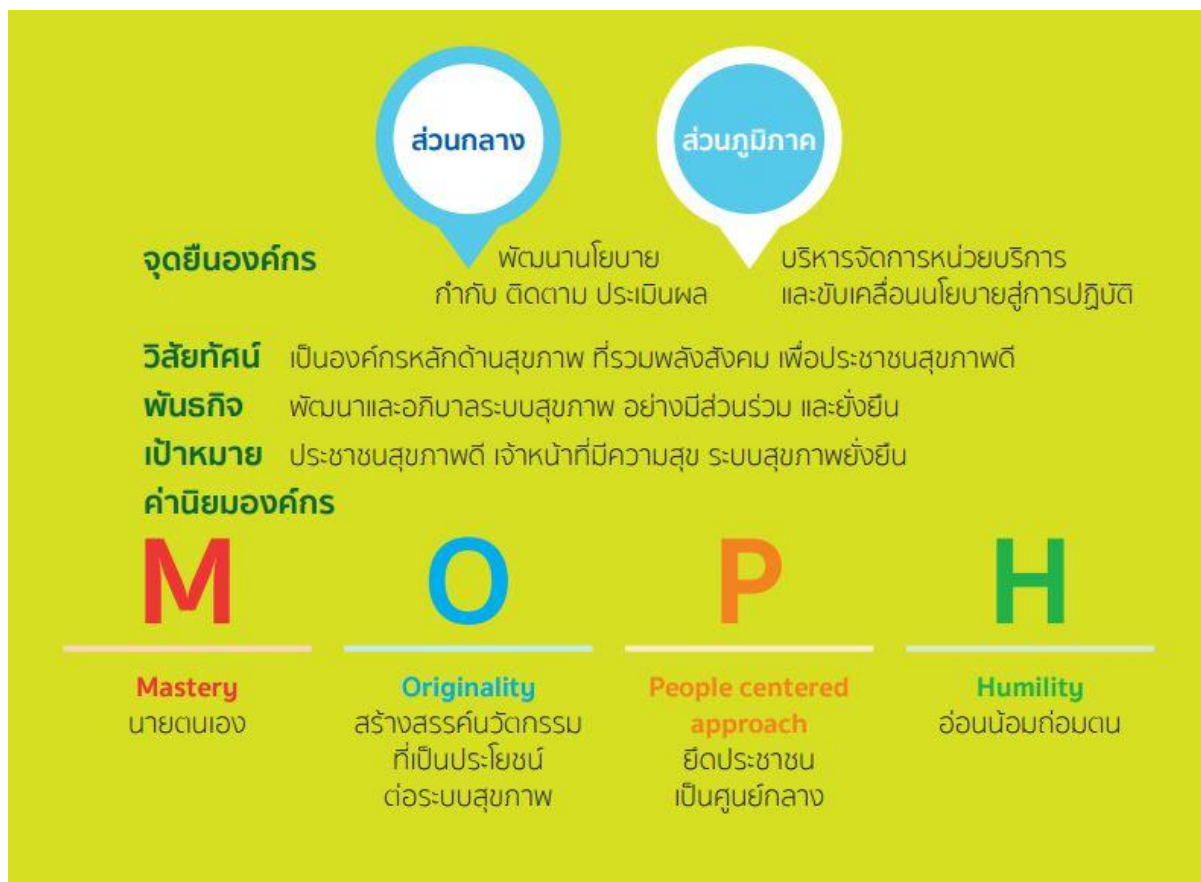 ส่วนกลาง
ส่วนภูมิภาค
จุดยืนองค์กร
พัฒนานโยบาย
กำกับ ติดตาม ประเมินผล
บริหารจัดการหน่วยบริการ
และขับเคลื่อนนโยบายสู่การปฏิบัติ
วิสัยทัศน์ เป็นองค์กรหลักด้านสุขภาพ ที่รวมพลังสังคม เพื่อประชาชนสุขภาพดี
พันธกิจ พัฒนาและอภิบาลระบบสุขภาพ อย่างมีส่วนร่วม และยั่งยืน
เป้าหมาย ประชาชนสุขภาพดี เจ้าหน้าที่มีความสุข ระบบสุขภาพยั่งยืน
ค่านิยมองค์กร
M
Mastery
นายตนเอง
O
Originality
สร้างสรรค์นวัตกรรม
ที่เป็นประโยชน์
ต่อระบบสุขภาพ
P
People centered
approach
ยึดประชาชน
เป็นศูนย์กลาง
H
Humility
อ่อนน้อมถ่อมตน